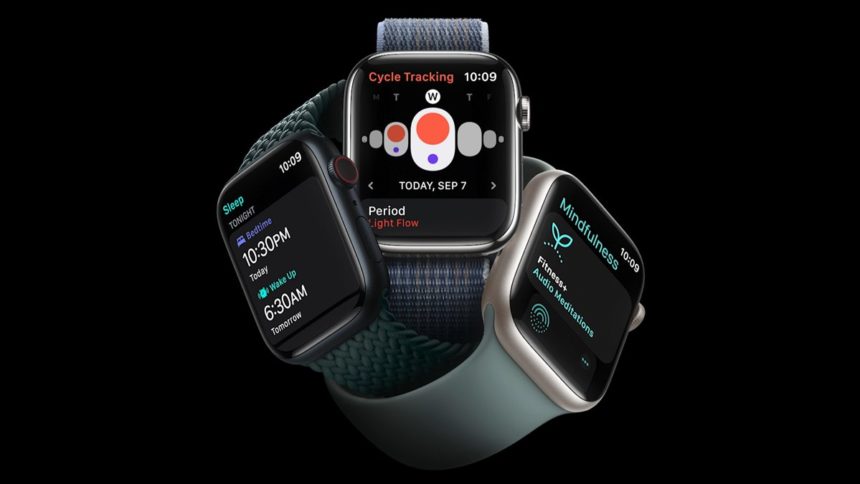 Cycle Tracking 10:09
M T W T F
TODAY, SEP 7
Period
Light Flow
10:09
Sleep
TONIGHT
Bedtime
10:30PM
Today
Wake Up
6:30AM
Tomorrow
Mindfulness
10:09
Fitness+
Audio Meditations